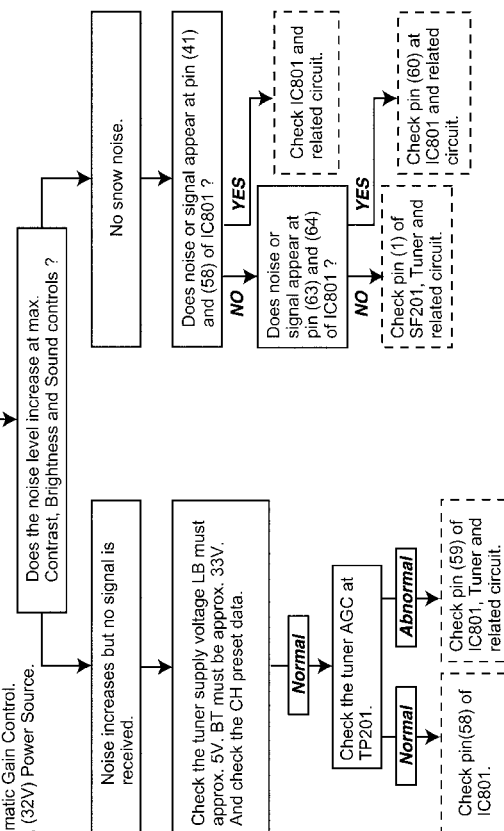 matic Gain Control.
(32V) Power Source.
Does the noise level increase at max.
Contrast, Brightness and Sound controls ?
Noise increases but no signal is
received.
Check the tuner supply voltage LB must
approx. 5V. BT must be approx. 33V.
And check the CH preset data.
Normal
Check the tuner AGC at
TP201.
Normal
Abnormal
Check pin(58) of
IC801.
Check pin (59) of
IC801, Tuner and
related circuit.
No snow noise.
Does noise or signal appear at pin (41)
and (58) of IC801 ?
NO
YES
Does noise or
signal appear at
pin (63) and (64)
of IC801 ?
Check IC801 and
related circuit.
NO
YES
Check pin (1) of
SF201, Tuner and
related circuit.
Check pin (60) at
IC801 and related
circuit.